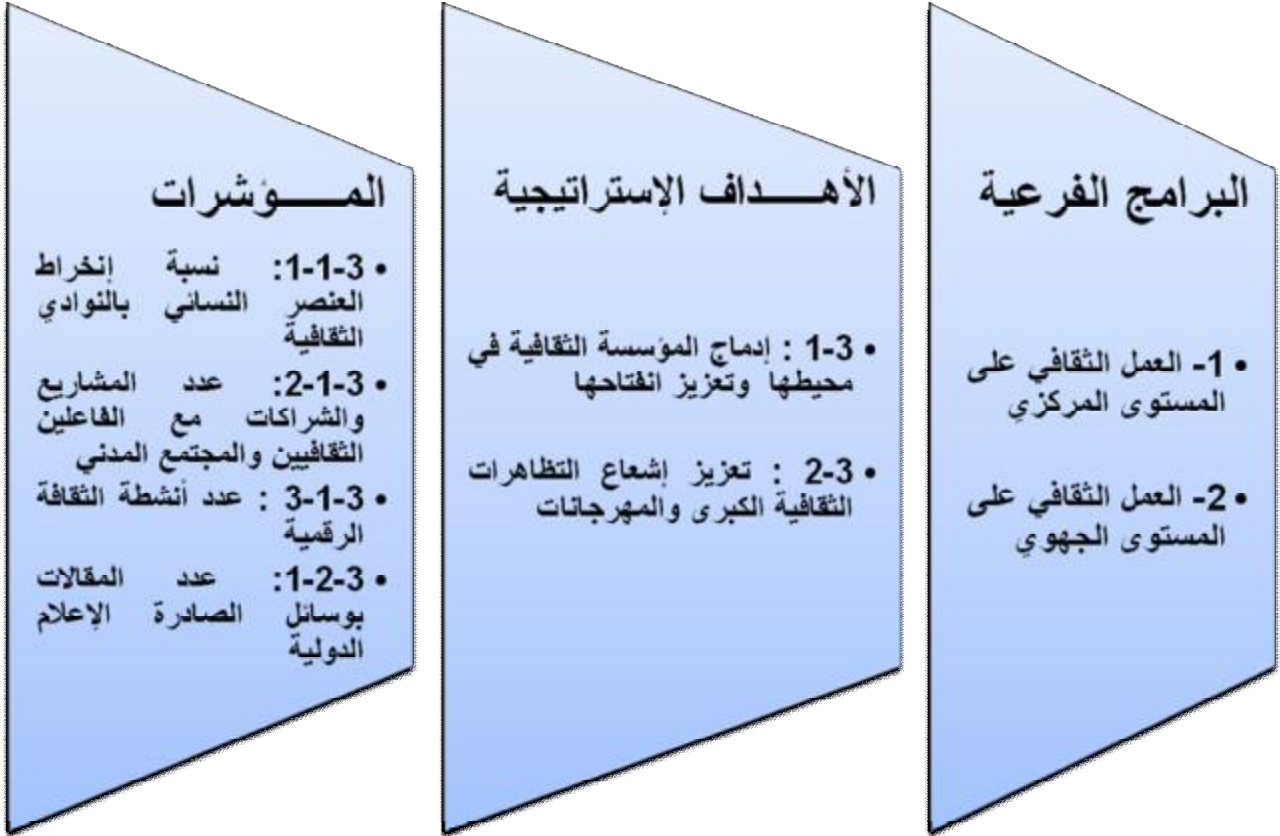 البرامج الفرعية
• 1- العمل الثقافي على
المستوى المركزي
• 2- العمل الثقافي على
المستوى الجهوي
الأهـــداف الإستراتيجية
• 3-1 : إدماج المؤسسة الثقافية في
محيطها وتعزيز انفتاحها
• 3-2 : تعزيز إشعاع التظاهرات
الثقافية الكبرى والمهرجانات
المـــــؤشرات
• 3-1-1: نسبة إنخراط
العنصر النسائي بالنوادي
الثقافية
• 3-1-2: عدد المشاريع
والشراكات مع الفاعلين
الثقافيين والمجتمع المدني
• 3-1-3 : عدد أنشطة الثقافة
الرقمية
• 3-2-1: عدد المقالات
بوسائل الصادرة الإعلام
الدولية